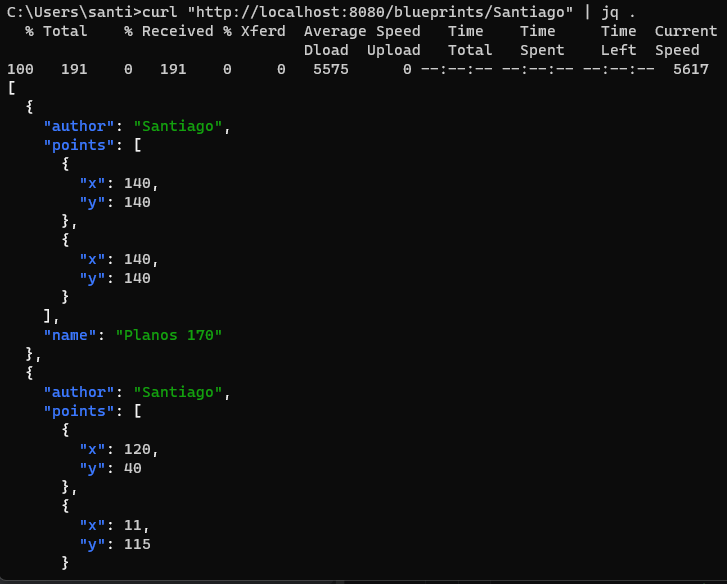 C:\Users\santi>curl "http://localhost:8080/blueprints/Santiago" | jq .
  % Total    % Received % Xferd  Average Speed   Time    Time     Time  Current
                                 Dload  Upload   Total   Spent    Left  Speed
100   191    0   191    0     0   5575      0 --:--:-- --:--:-- --:--:--  5617
[
  {
    "author": "Santiago",
    "points": [
      {
        "x": 140,
        "y": 140
      },
      {
        "x": 140,
        "y": 140
      }
    ],
    "name": "Planos 170"
  },
  {
    "author": "Santiago",
    "points": [
      {
        "x": 120,
        "y": 40
      },
      {
        "x": 11,
        "y": 115
      }